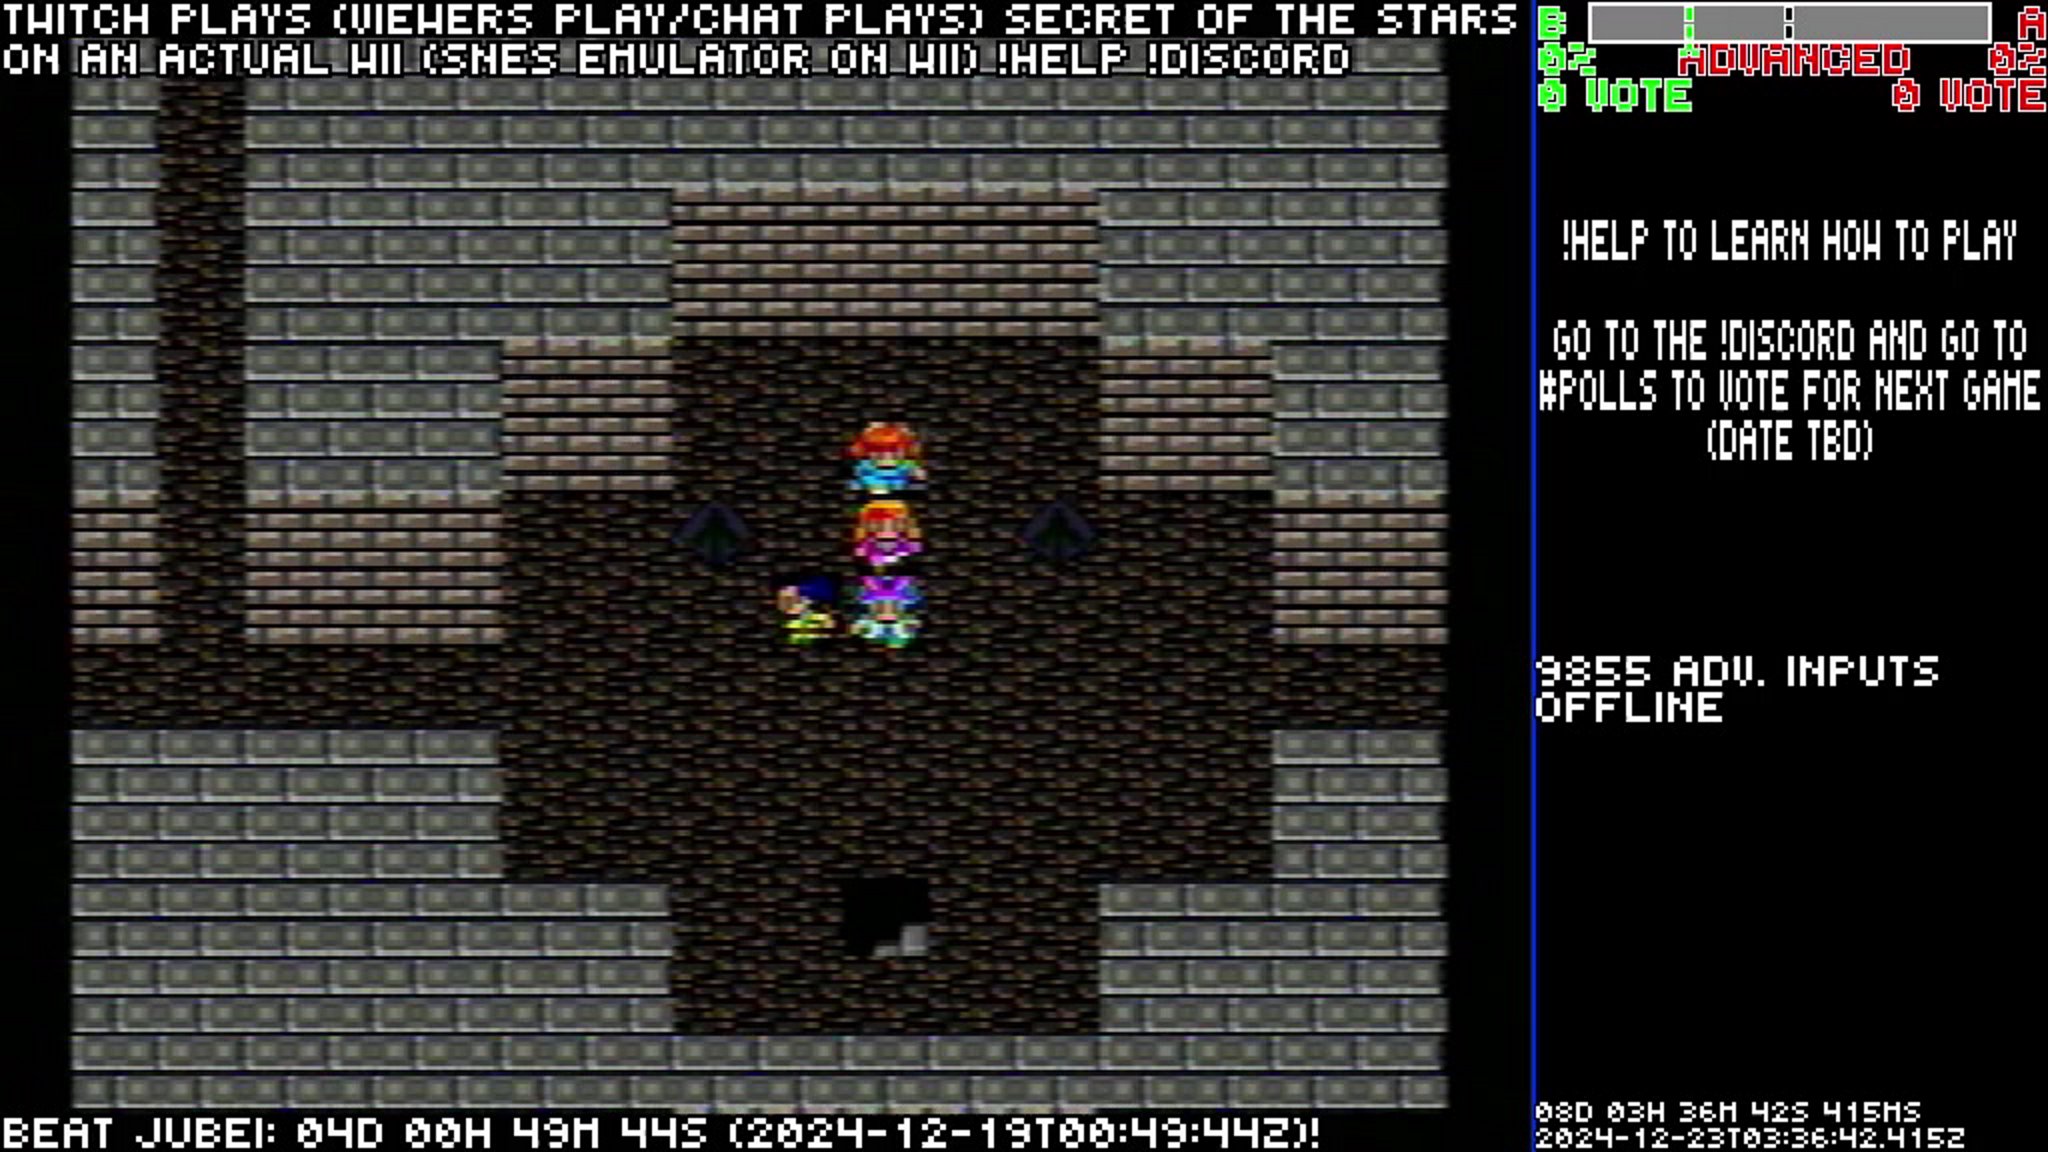 TWITCH PLAYS (VIEWERS PLAY/CHAT PLAYS) SECRET OF THE STARS
ON AN ACTUAL WII (SNES EMULATOR ON WII) !HELP !DISCORD
B A
0% ADVANCED 0%
0 VOTE 0 VOTE
!HELP TO LEARN HOW TO PLAY
GO TO THE !DISCORD AND GO TO
#POLLS TO VOTE FOR NEXT GAME
(DATE TBD)
9855 ADV. INPUTS
OFFLINE
08D 03H 36M 42S 415MS
2024-12-23T03:36:42.415Z
BEAT JUBEI: 04D 00H 49M 44S (2024-12-19T00:49:44Z)!